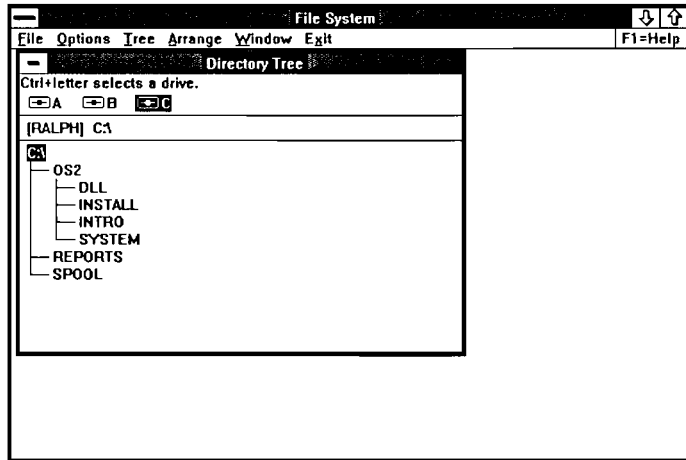 File System
File Options Tree Arrange Window Exit F1=Help
Directory Tree
Ctrl+letter selects a drive.
A B C
[RALPH] C:\
C:\
OS2
DLL
INSTALL
INTRO
SYSTEM
REPORTS
SPOOL